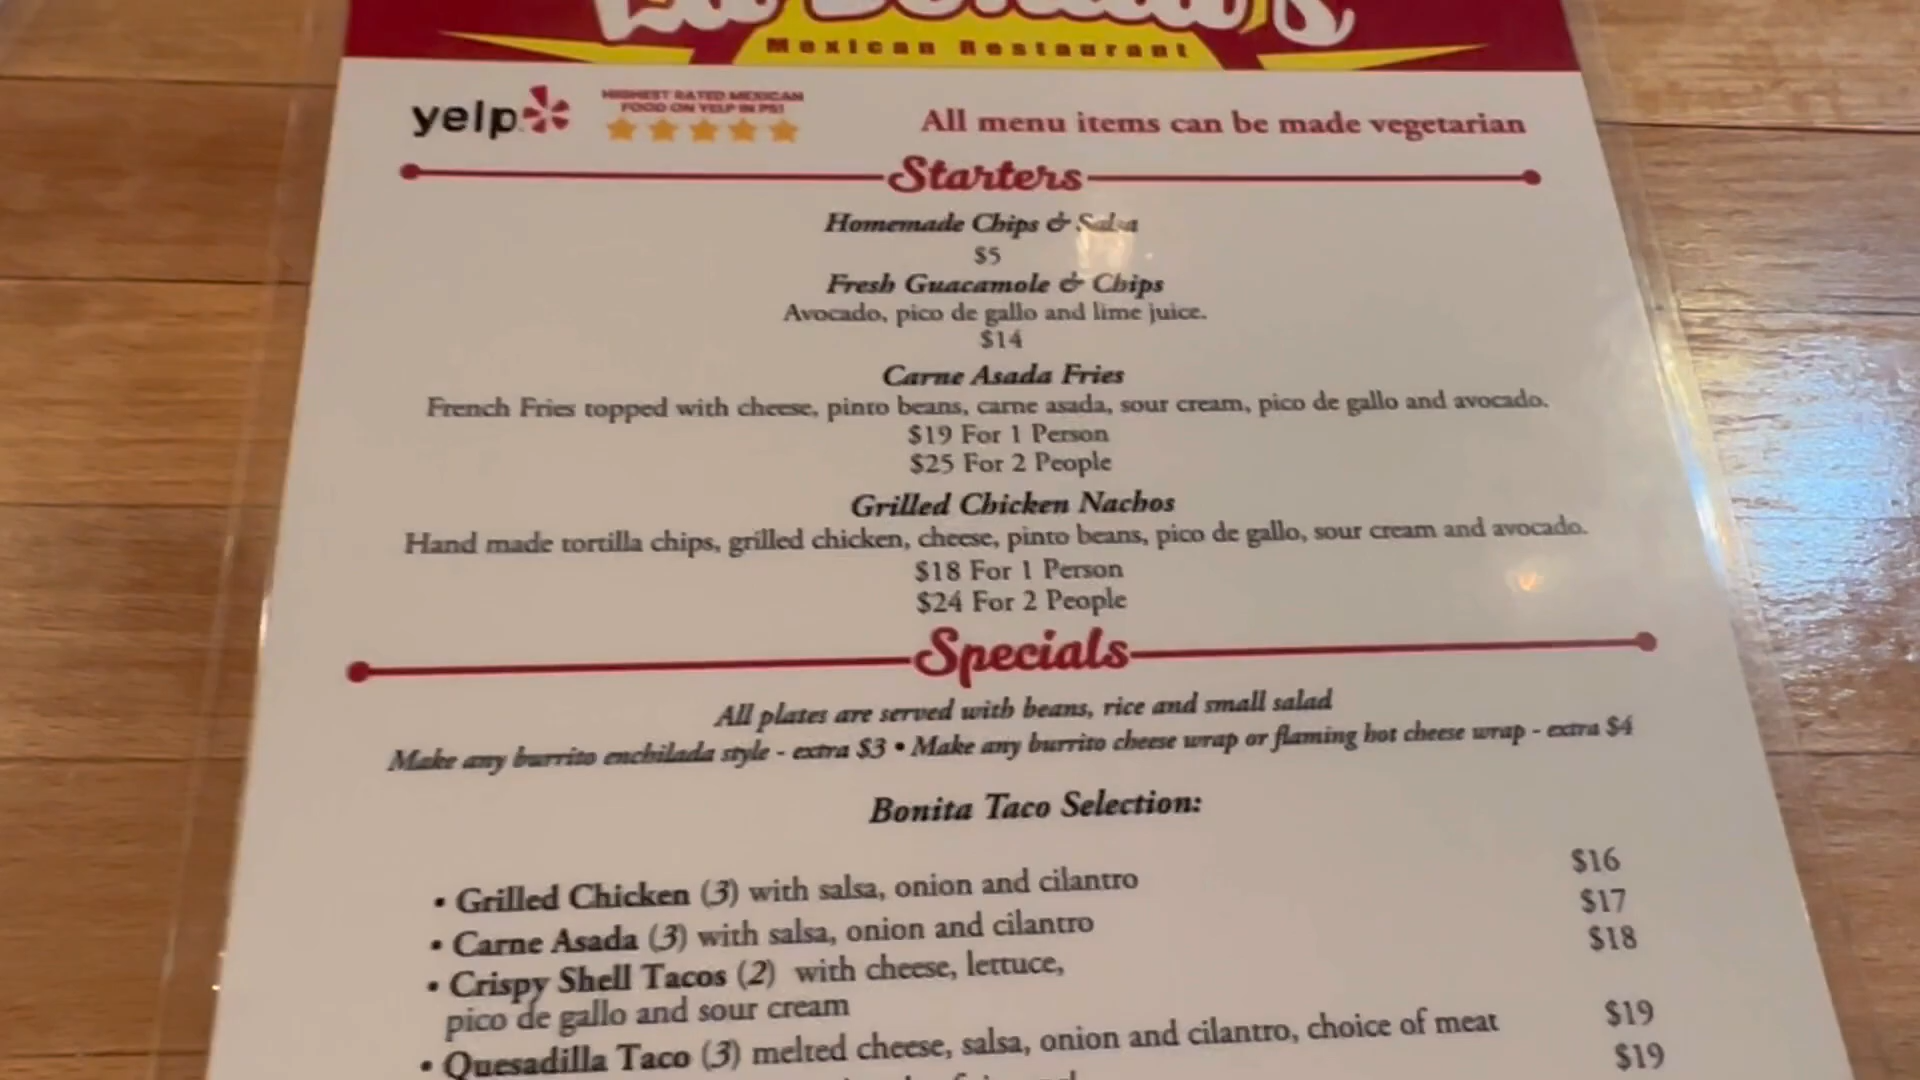 Mexican Restaurant
yelp
HIGHEST RATED MEXICAN
FOOD ON YELP IN PS!
All menu items can be made vegetarian
Starters
Homemade Chips & Salsa
$5
Fresh Guacamole & Chips
Avocado, pico de gallo and lime juice.
$14
Carne Asada Fries
French Fries topped with cheese, pinto beans, carne asada, sour cream, pico de gallo and avocado.
$19 For 1 Person
$25 For 2 People
Grilled Chicken Nachos
Hand made tortilla chips, grilled chicken, cheese, pinto beans, pico de gallo, sour cream and avocado.
$18 For 1 Person
$24 For 2 People
Specials
All plates are served with beans, rice and small salad
Make any burrito enchilada style - extra $3 • Make any burrito cheese wrap or flaming hot cheese wrap - extra $4
Bonita Taco Selection:
• Grilled Chicken (3) with salsa, onion and cilantro $16
• Carne Asada (3) with salsa, onion and cilantro $17
• Crispy Shell Tacos (2) with cheese, lettuce, $18
pico de gallo and sour cream
• Quesadilla Taco (3) melted cheese, salsa, onion and cilantro, choice of meat $19
$19